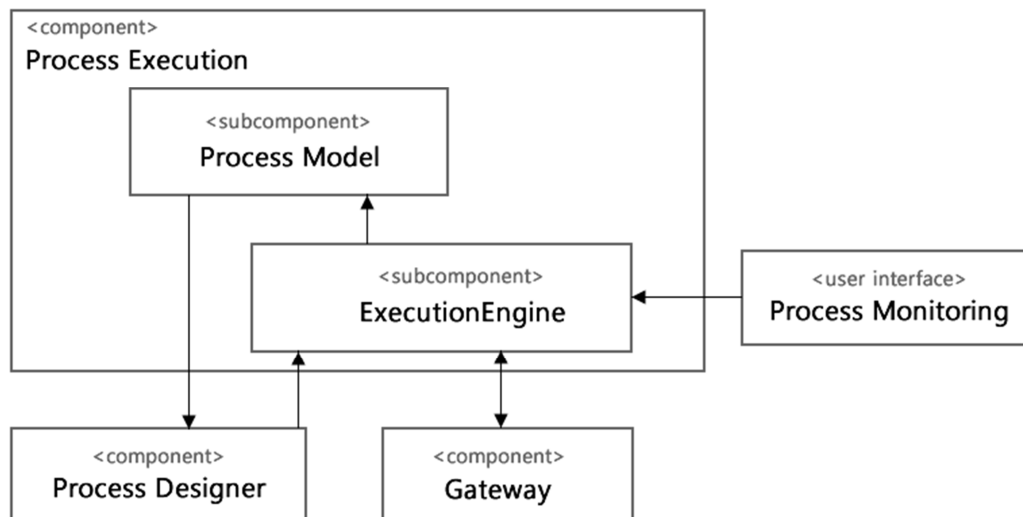 <component>
Process Execution
<subcomponent>
Process Model
<subcomponent>
ExecutionEngine
<user interface>
Process Monitoring
<component>
Process Designer
<component>
Gateway